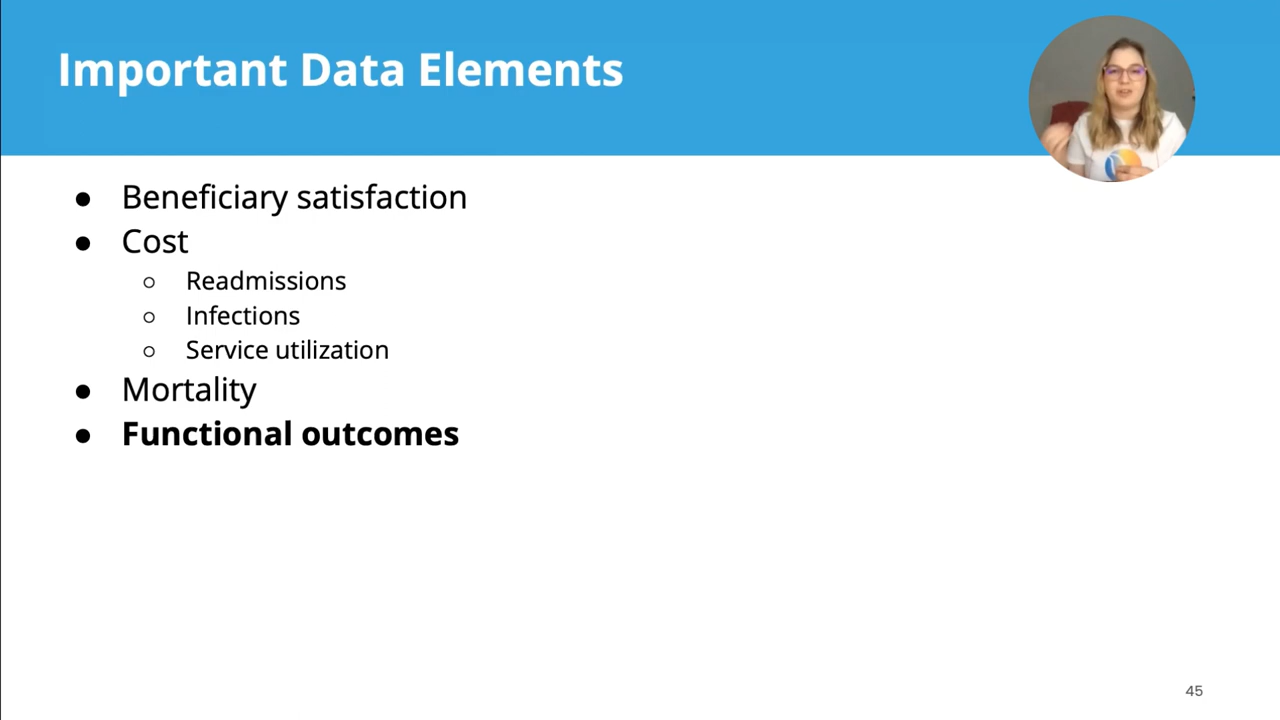 Important Data Elements
● Beneficiary satisfaction
● Cost
○ Readmissions
○ Infections
○ Service utilization
● Mortality
● Functional outcomes
45